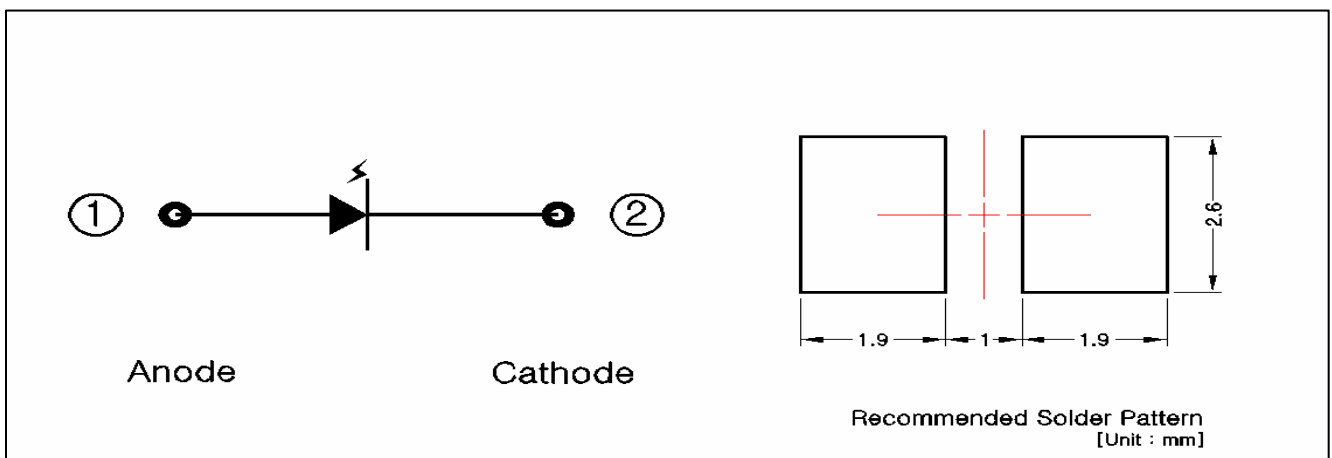 ① ②
Anode Cathode
2.6
1.9 1 1.9
Recommended Solder Pattern
[Unit : mm]